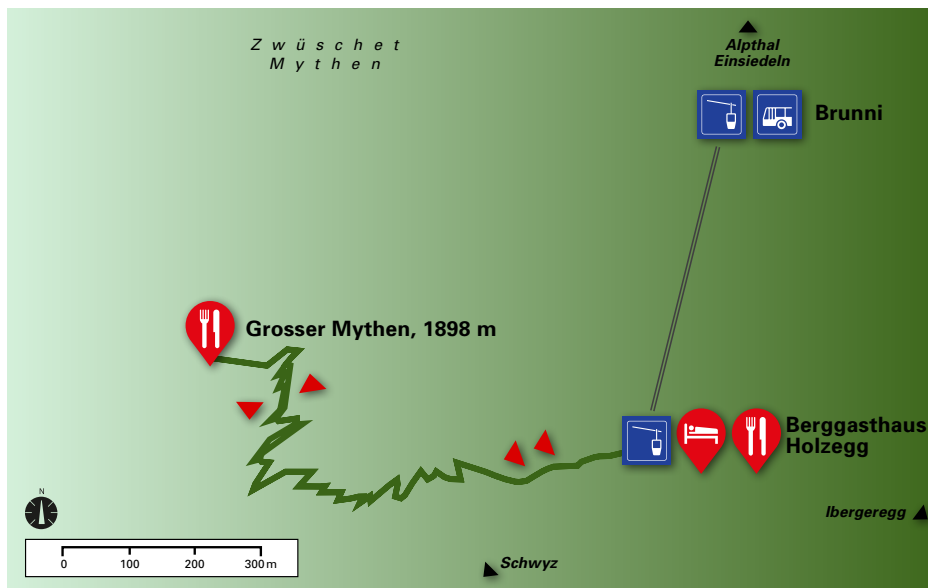 Zwüschet
Mythen
Alpthal
Einsiedeln
Brunni
Grosser Mythen, 1898 m
Berggasthaus
Holzegg
Ibergeregg
N
0 100 200 300 m
Schwyz